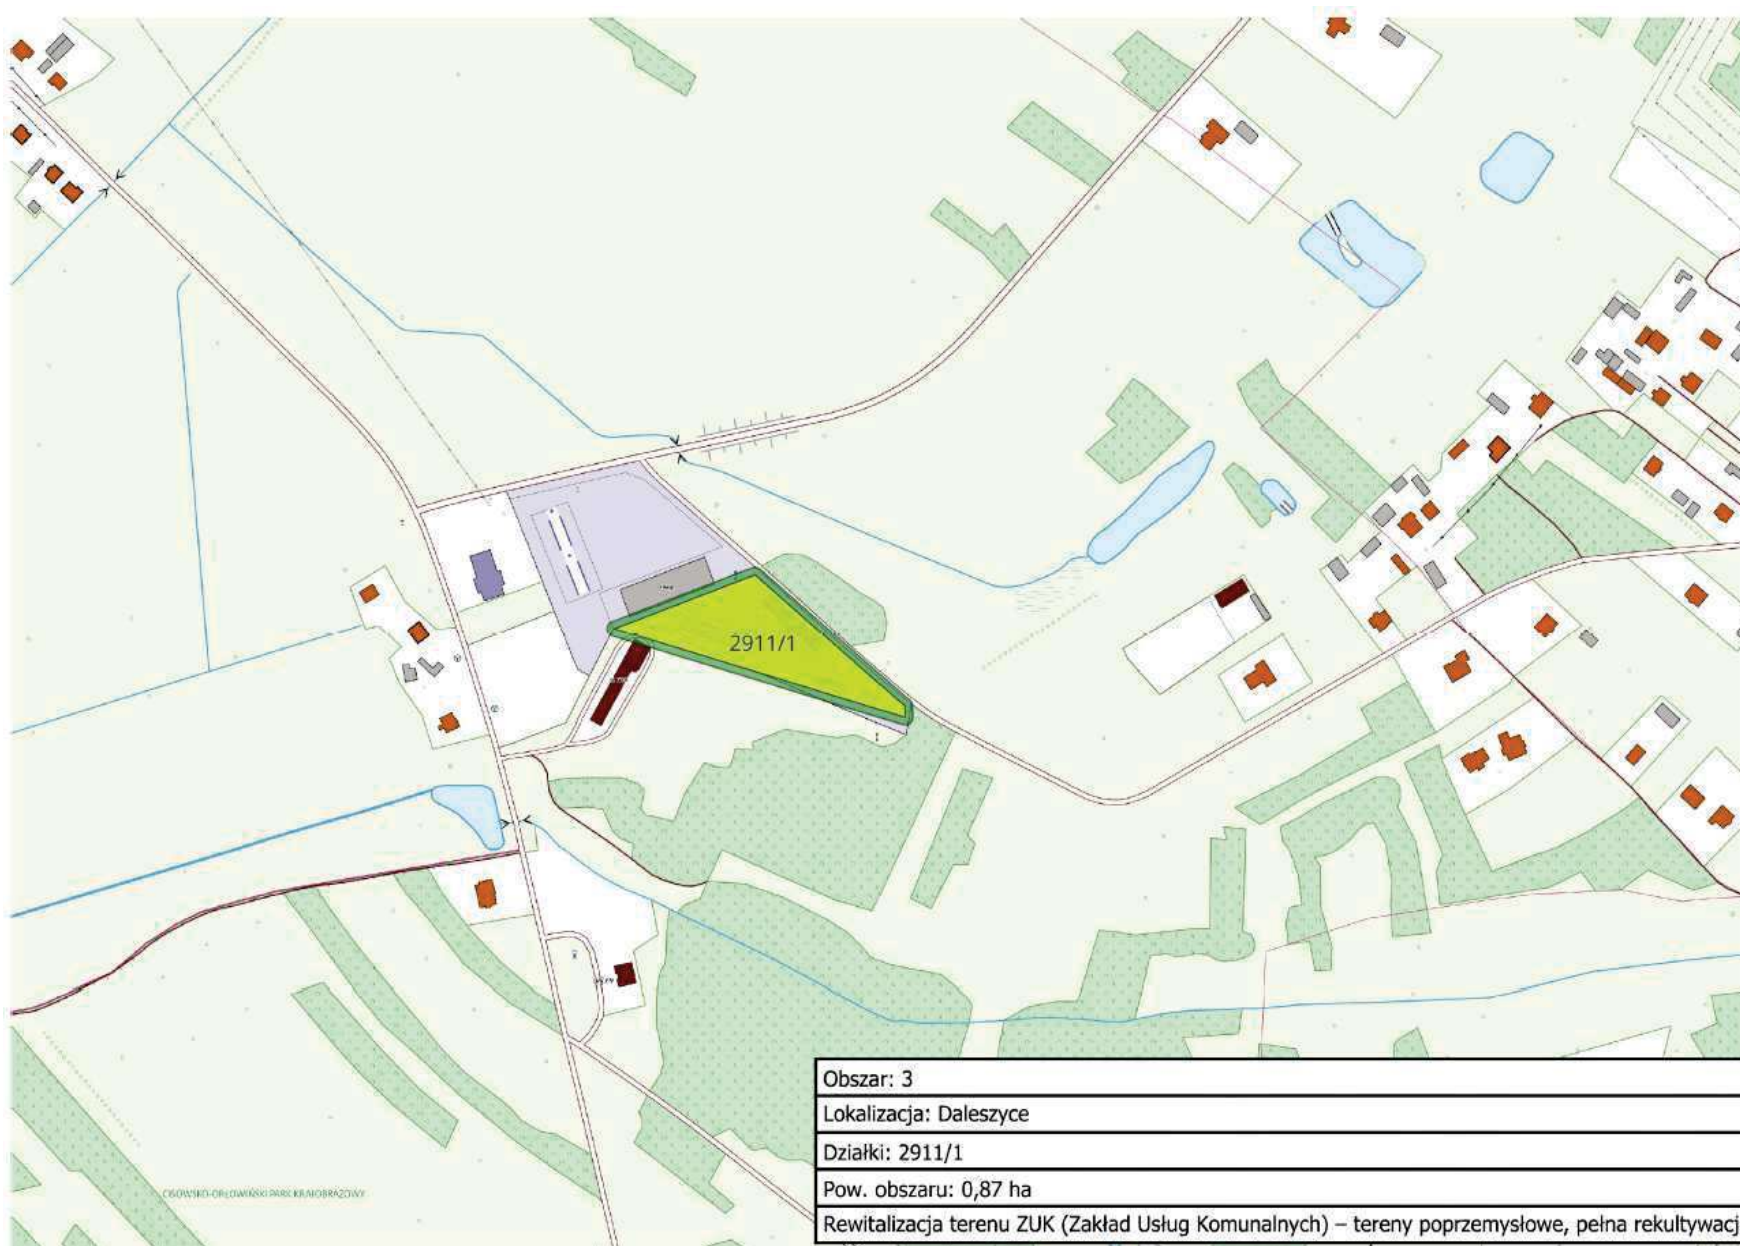 2911/1
Obszar: 3
Lokalizacja: Daleszyce
Działki: 2911/1
Pow. obszaru: 0,87 ha
Rewitalizacja terenu ZUK (Zakład Usług Komunalnych) – tereny poprzemysłowe, pełna rekultywacj
CISOWSKO-ORŁOWIŃSKI PARK KRAJOBRAZOWY